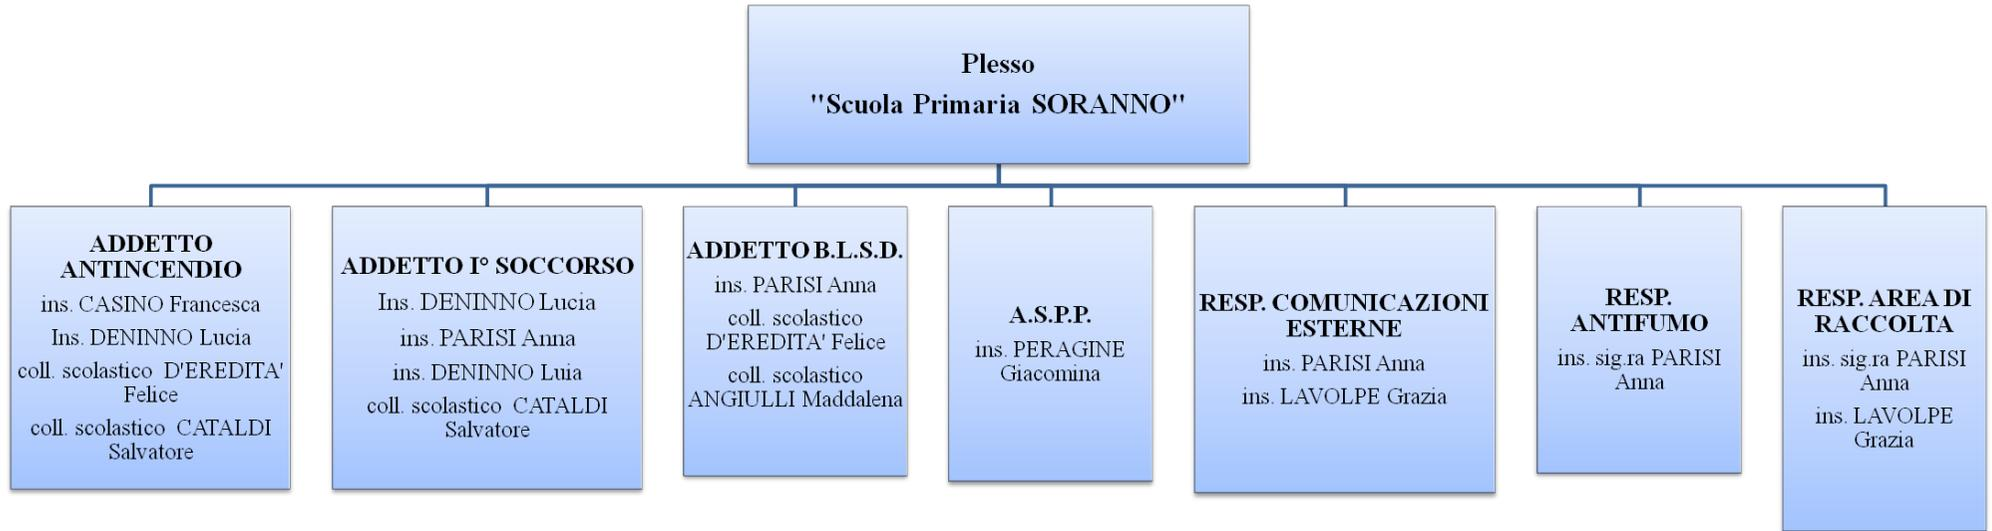 Plesso
"Scuola Primaria SORANNO"
ADDETTO
ANTINCENDIO
ins. CASINO Francesca
Ins. DENINNO Lucia
coll. scolastico D'EREDITA'
Felice
coll. scolastico CATALDI
Salvatore
ADDETTO I° SOCCORSO
Ins. DENINNO Lucia
ins. PARISI Anna
ins. DENINNO Luia
coll. scolastico CATALDI
Salvatore
ADDETTO B.L.S.D.
ins. PARISI Anna
coll. scolastico
D'EREDITA' Felice
coll. scolastico
ANGIULLI Maddalena
A.S.P.P.
ins. PERAGINE
Giacomina
RESP. COMUNICAZIONI
ESTERNE
ins. PARISI Anna
ins. LAVOLPE Grazia
RESP.
ANTIFUMO
ins. sig.ra PARISI
Anna
RESP. AREA DI
RACCOLTA
ins. sig.ra PARISI
Anna
ins. LAVOLPE
Grazia